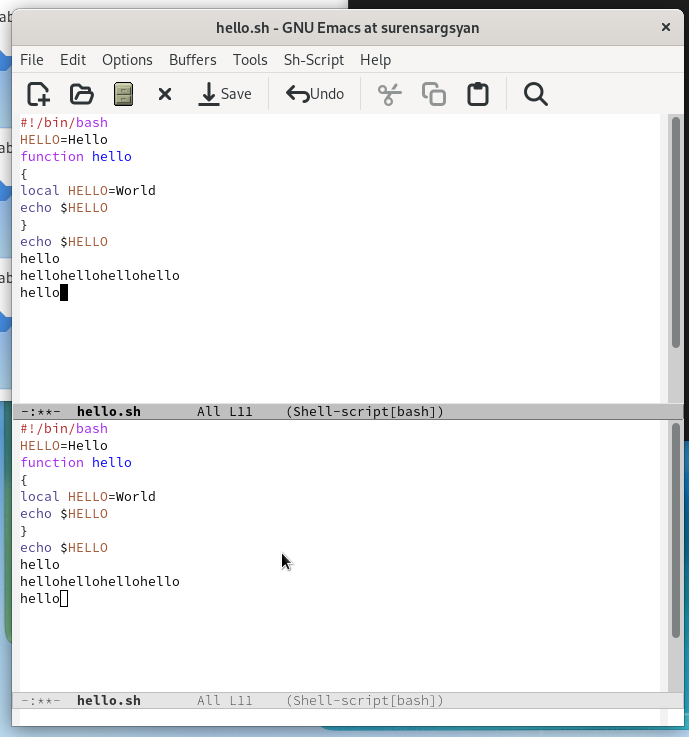 ab
ab
ab
hello.sh - GNU Emacs at surensargsyan ×
File Edit Options Buffers Tools Sh-Script Help
Save Undo
#!/bin/bash
HELLO=Hello
function hello
{
local HELLO=World
echo $HELLO
}
echo $HELLO
hello
hellohellohellohello
hello
-:**- hello.sh All L11 (Shell-script[bash])
#!/bin/bash
HELLO=Hello
function hello
{
local HELLO=World
echo $HELLO
}
echo $HELLO
hello
hellohellohellohello
hello
-:**- hello.sh All L11 (Shell-script[bash])